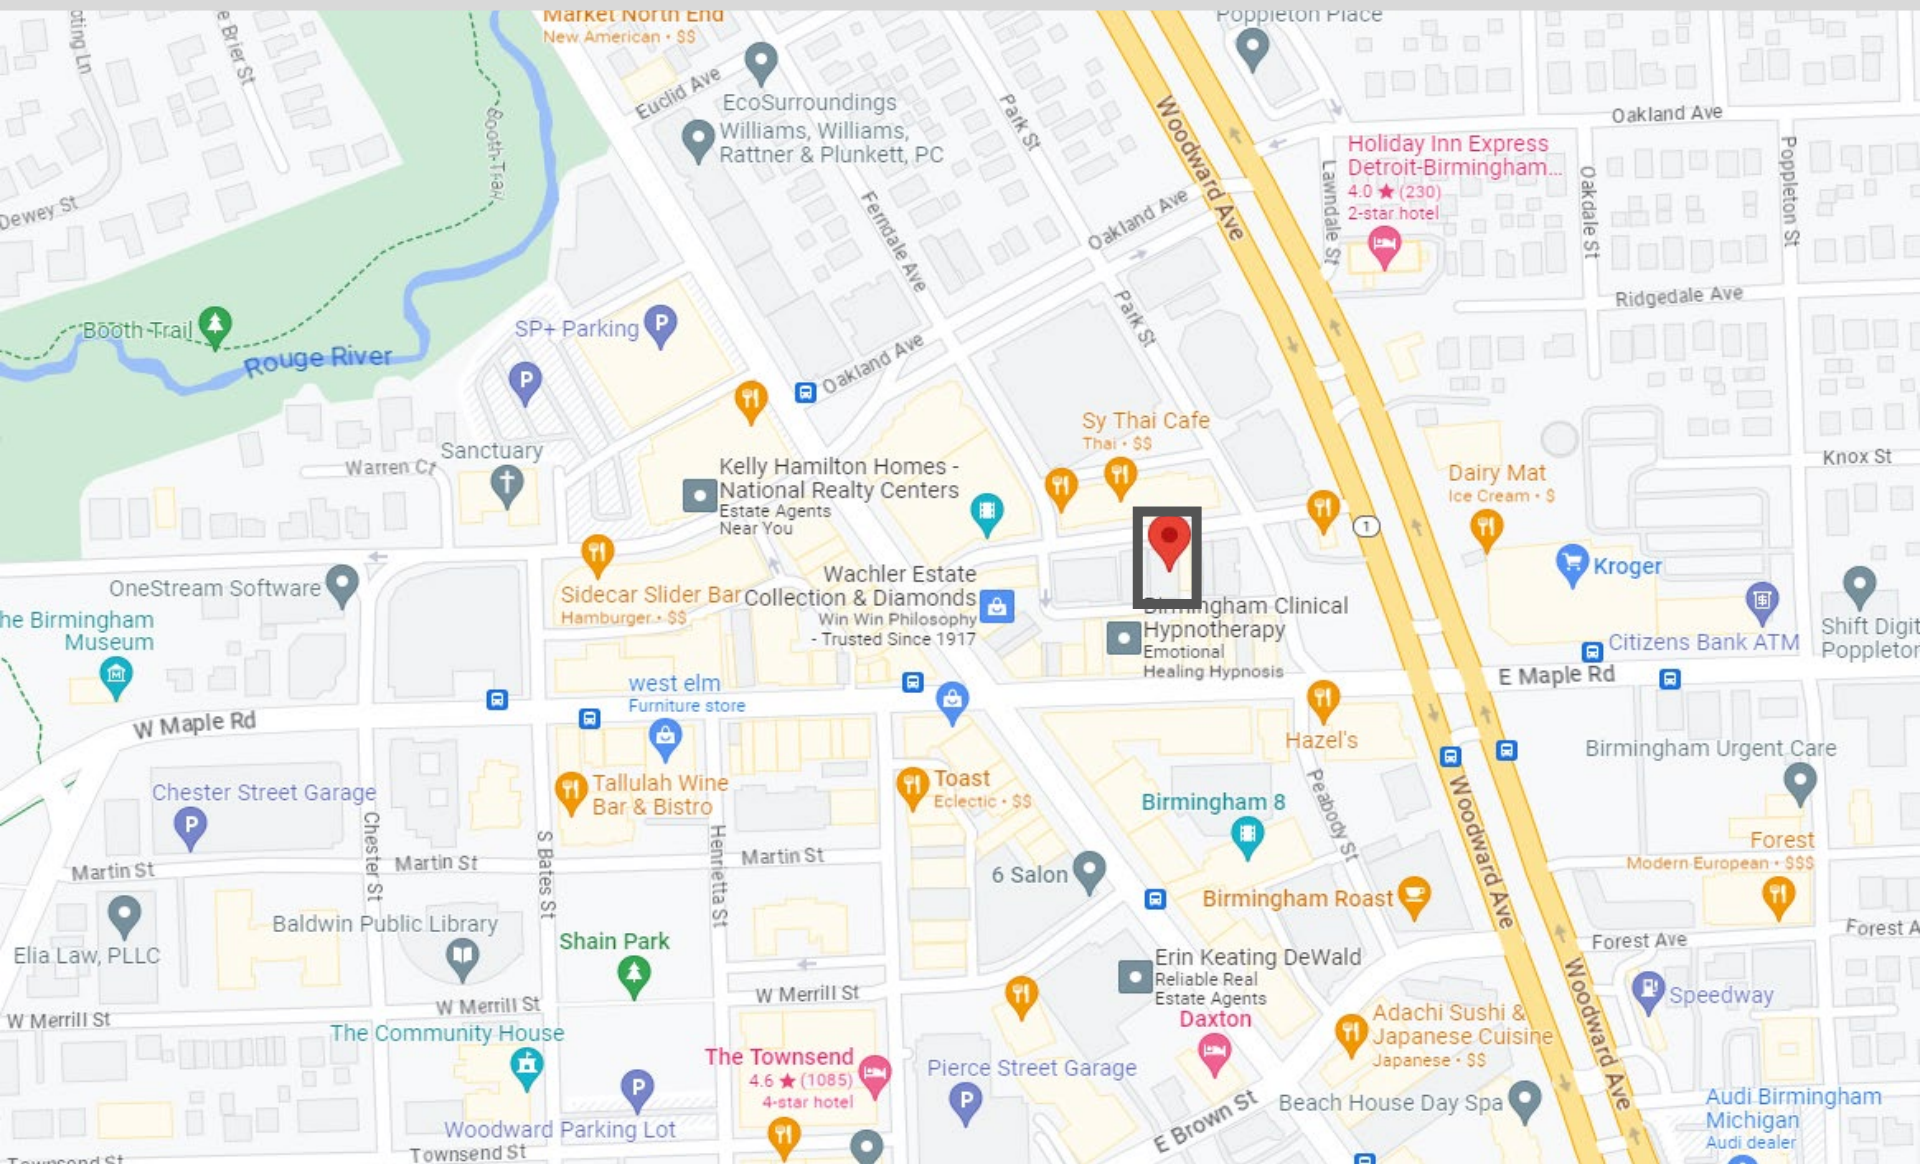 Market North End
New American • $$
Poppleton Place
e Brier St
Euclid Ave
EcoSurroundings
Williams, Williams,
Rattner & Plunkett, PC
Park St
Woodward Ave
Oakland Ave
Holiday Inn Express
Detroit-Birmingham...
4.0 ★ (230)
2-star hotel
Lawndale St
Oakdale St
Poppleton St
Booth Trail
Dewey St
Ferndale Ave
Oakland Ave
Ridgedale Ave
Park St
Booth Trail
Rouge River
SP+ Parking
P
P
Oakland Ave
Sy Thai Cafe
Thai • $$
Warren Ct
Sanctuary
Kelly Hamilton Homes -
National Realty Centers
Estate Agents
Near You
Dairy Mat
Ice Cream • $
Knox St
1
OneStream Software
Sidecar Slider Bar
Hamburger • $$
Wachler Estate
Collection & Diamonds
Win Win Philosophy
- Trusted Since 1917
Kroger
Birmingham Clinical
Hypnotherapy
Emotional
Healing Hypnosis
Citizens Bank ATM
Shift Digit
Poppleton
he Birmingham
Museum
M
west elm
Furniture store
E Maple Rd
W Maple Rd
Hazel's
Birmingham Urgent Care
Chester Street Garage
P
Tallulah Wine
Bar & Bistro
Toast
Eclectic • $$
Birmingham 8
Peabody St
Woodward Ave
Martin St
Chester St
Martin St
S Bates St
Henrietta St
Martin St
6 Salon
Forest
Modern European • $$$
Birmingham Roast
Elia Law, PLLC
Baldwin Public Library
Shain Park
Forest Ave
Forest A
Erin Keating DeWald
Reliable Real
Estate Agents
W Merrill St
W Merrill St
W Merrill St
Speedway
Woodward Ave
The Community House
Daxton
Adachi Sushi &
Japanese Cuisine
Japanese • $$
The Townsend
4.6 ★ (1085)
4-star hotel
Pierce Street Garage
P
P
Beach House Day Spa
Audi Birmingham
Michigan
Audi dealer
Woodward Parking Lot
E Brown St
Townsend St
Townsend St